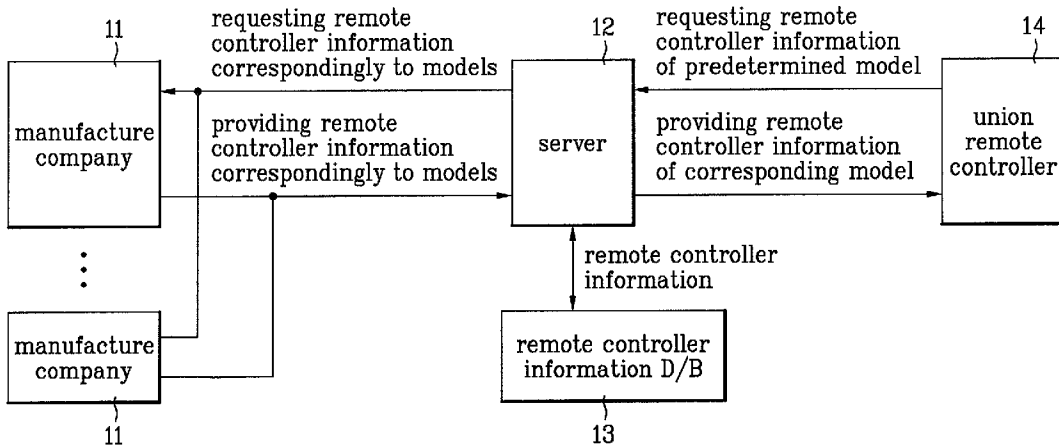 11
requesting remote
controller information
correspondingly to models
12
requesting remote
controller information
of predetermined model
14
manufacture
company
providing remote
controller information
correspondingly to models
server
providing remote
controller information
of corresponding model
union
remote
controller
remote controller
information
manufacture
company
11
remote controller
information D/B
13